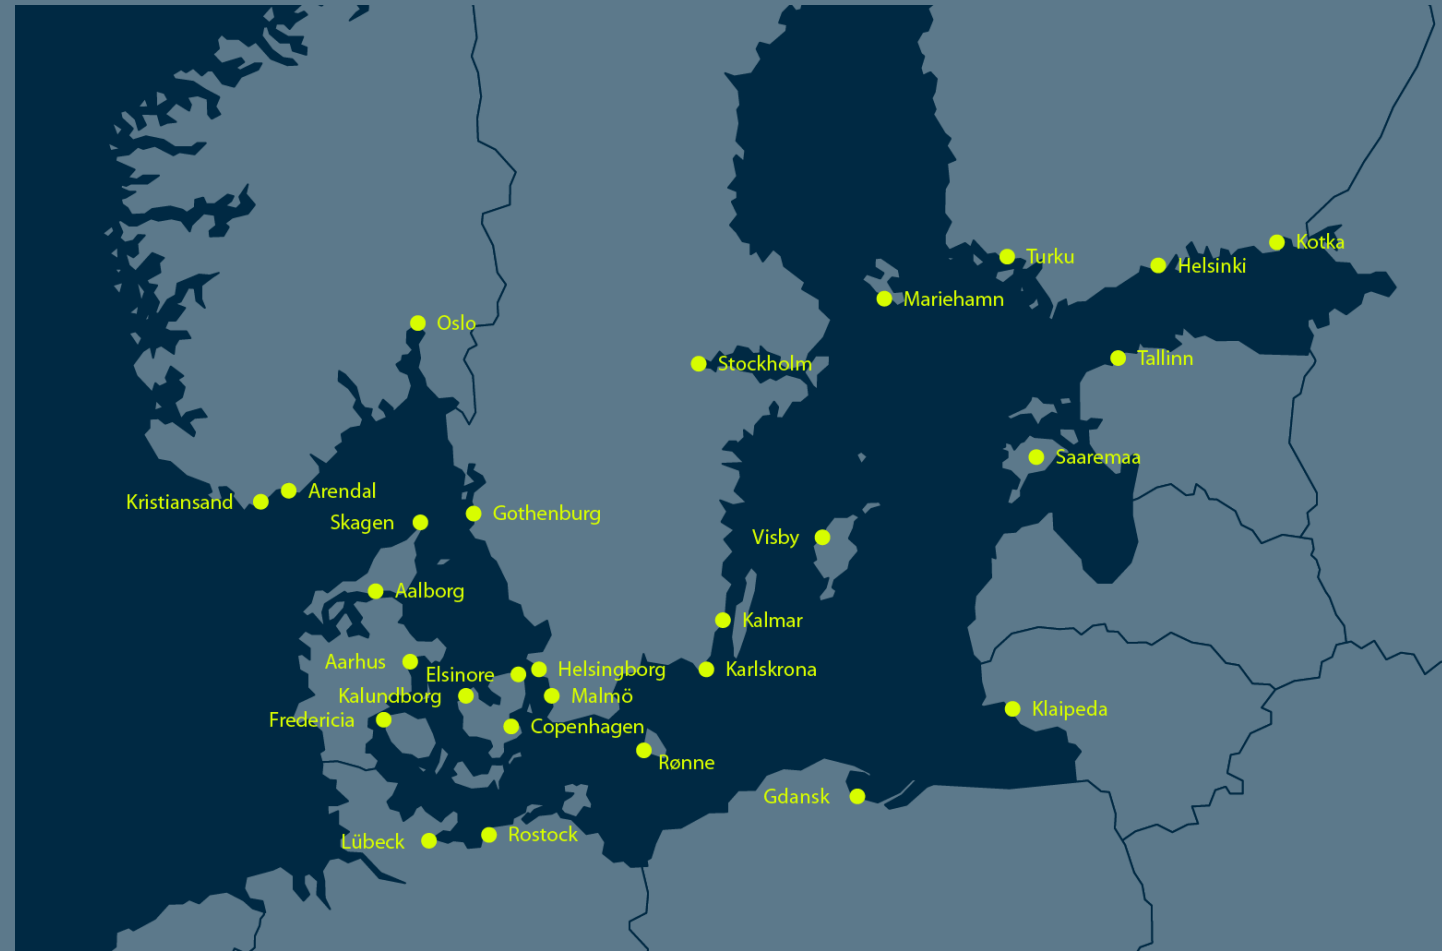 Kotka
Turku
Helsinki
Mariehamn
Oslo
Tallinn
Stockholm
Saaremaa
Arendal
Kristiansand
Gothenburg
Skagen
Visby
Aalborg
Kalmar
Aarhus
Helsingborg
Karlskrona
Elsinore
Kalundborg
Malmö
Klaipeda
Fredericia
Copenhagen
Rønne
Gdansk
Rostock
Lübeck